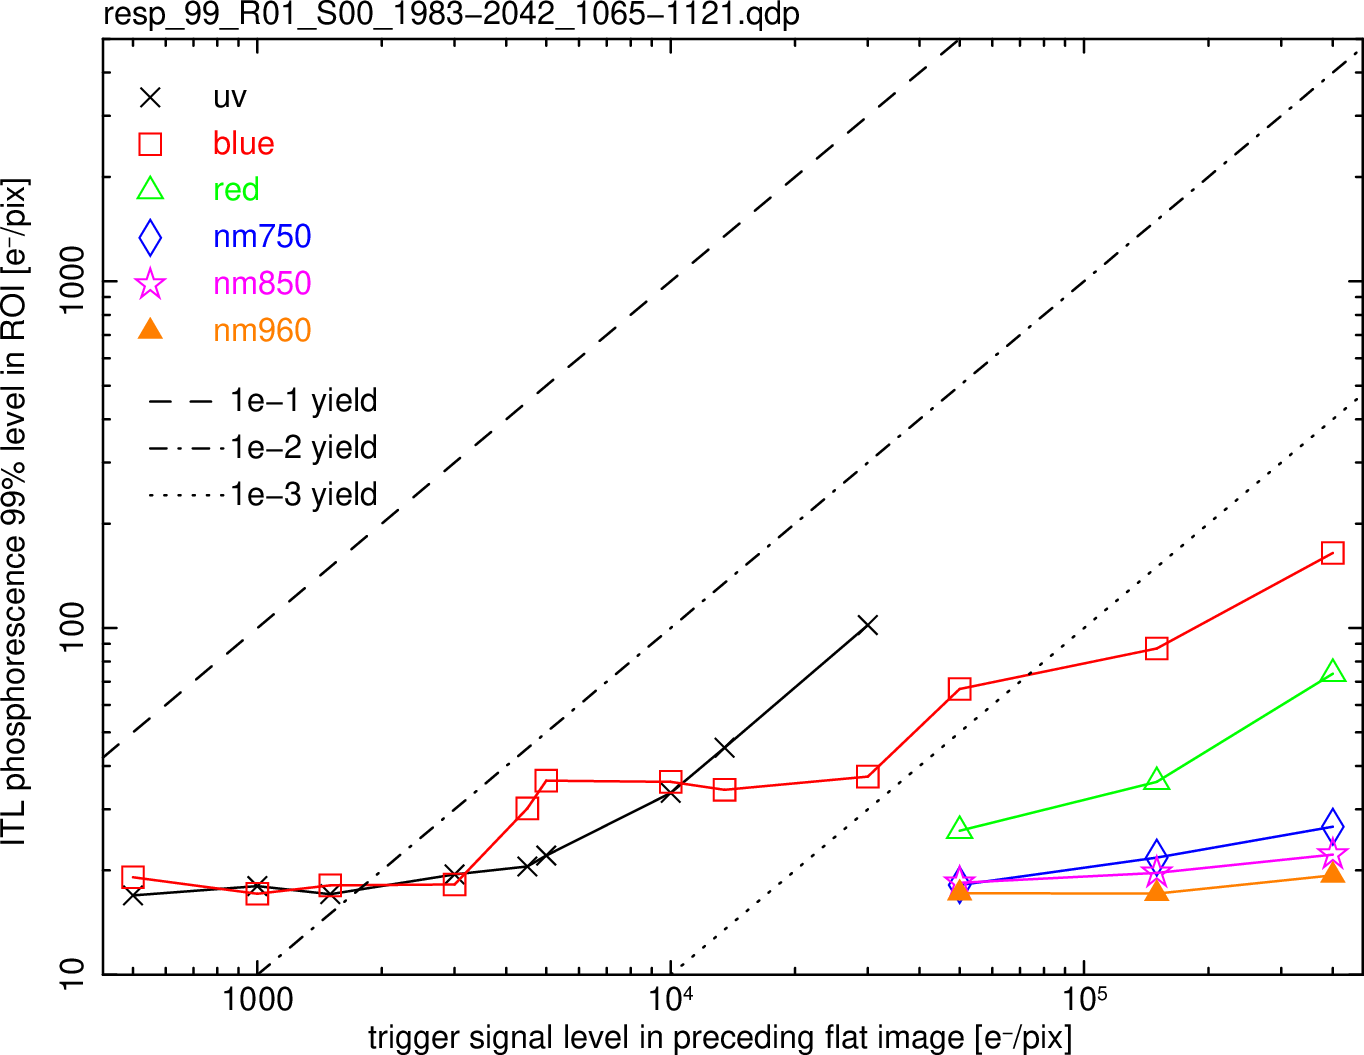 resp_99_R01_S00_1983−2042_1065−1121.qdp
uv
blue
red
nm750
nm850
nm960
1e−1 yield
1e−2 yield
1e−3 yield
ITL phosphorescence 99% level in ROI [e⁻/pix]
1000
100
10
1000
10⁴
10⁵
trigger signal level in preceding flat image [e⁻/pix]